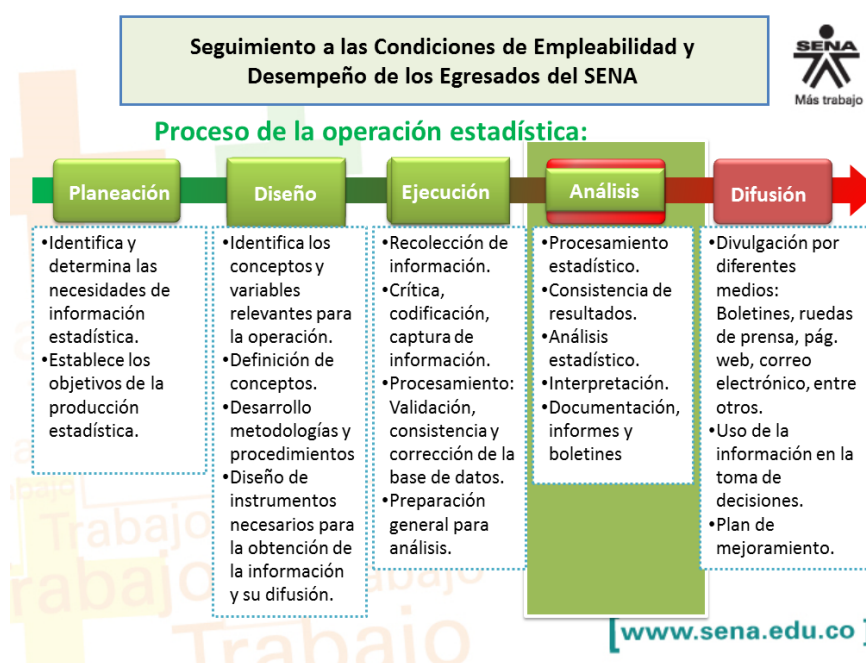 Seguimiento a las Condiciones de Empleabilidad y
Desempeño de los Egresados del SENA
SENA
Más trabajo
Proceso de la operación estadística:
Planeación
Diseño
Ejecución
Análisis
Difusión
•Identifica y
determina las
necesidades de
información
estadística.
•Establece los
objetivos de la
producción
estadística.
•Identifica los
conceptos y
variables
relevantes para
la operación.
•Definición de
conceptos.
•Desarrollo
metodologías y
procedimientos
•Diseño de
instrumentos
necesarios para
la obtención de
la información
y su difusión.
•Recolección de
información.
•Crítica,
codificación,
captura de
información.
•Procesamiento:
Validación,
consistencia y
corrección de la
base de datos.
•Preparación
general para
análisis.
•Procesamiento
estadístico.
•Consistencia de
resultados.
•Análisis
estadístico.
•Interpretación.
•Documentación,
informes y
boletines
•Divulgación por
diferentes
medios:
Boletines, ruedas
de prensa, pág.
web, correo
electrónico, entre
otros.
•Uso de la
información en la
toma de
decisiones.
•Plan de
mejoramiento.
Trabajo
Trabajo
[www.sena.edu.co]